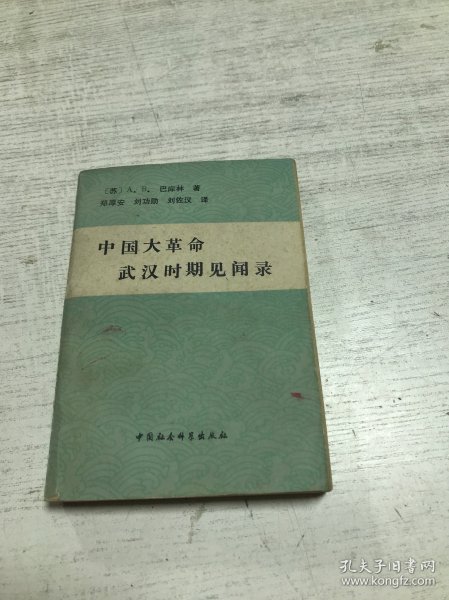 〔苏〕A、B、巴库林 著
郑厚安 刘功勋 刘佐汉 译
中国大革命
武汉时期见闻录
中国社会科学出版社
孔夫子旧书网
www.kongfz.com